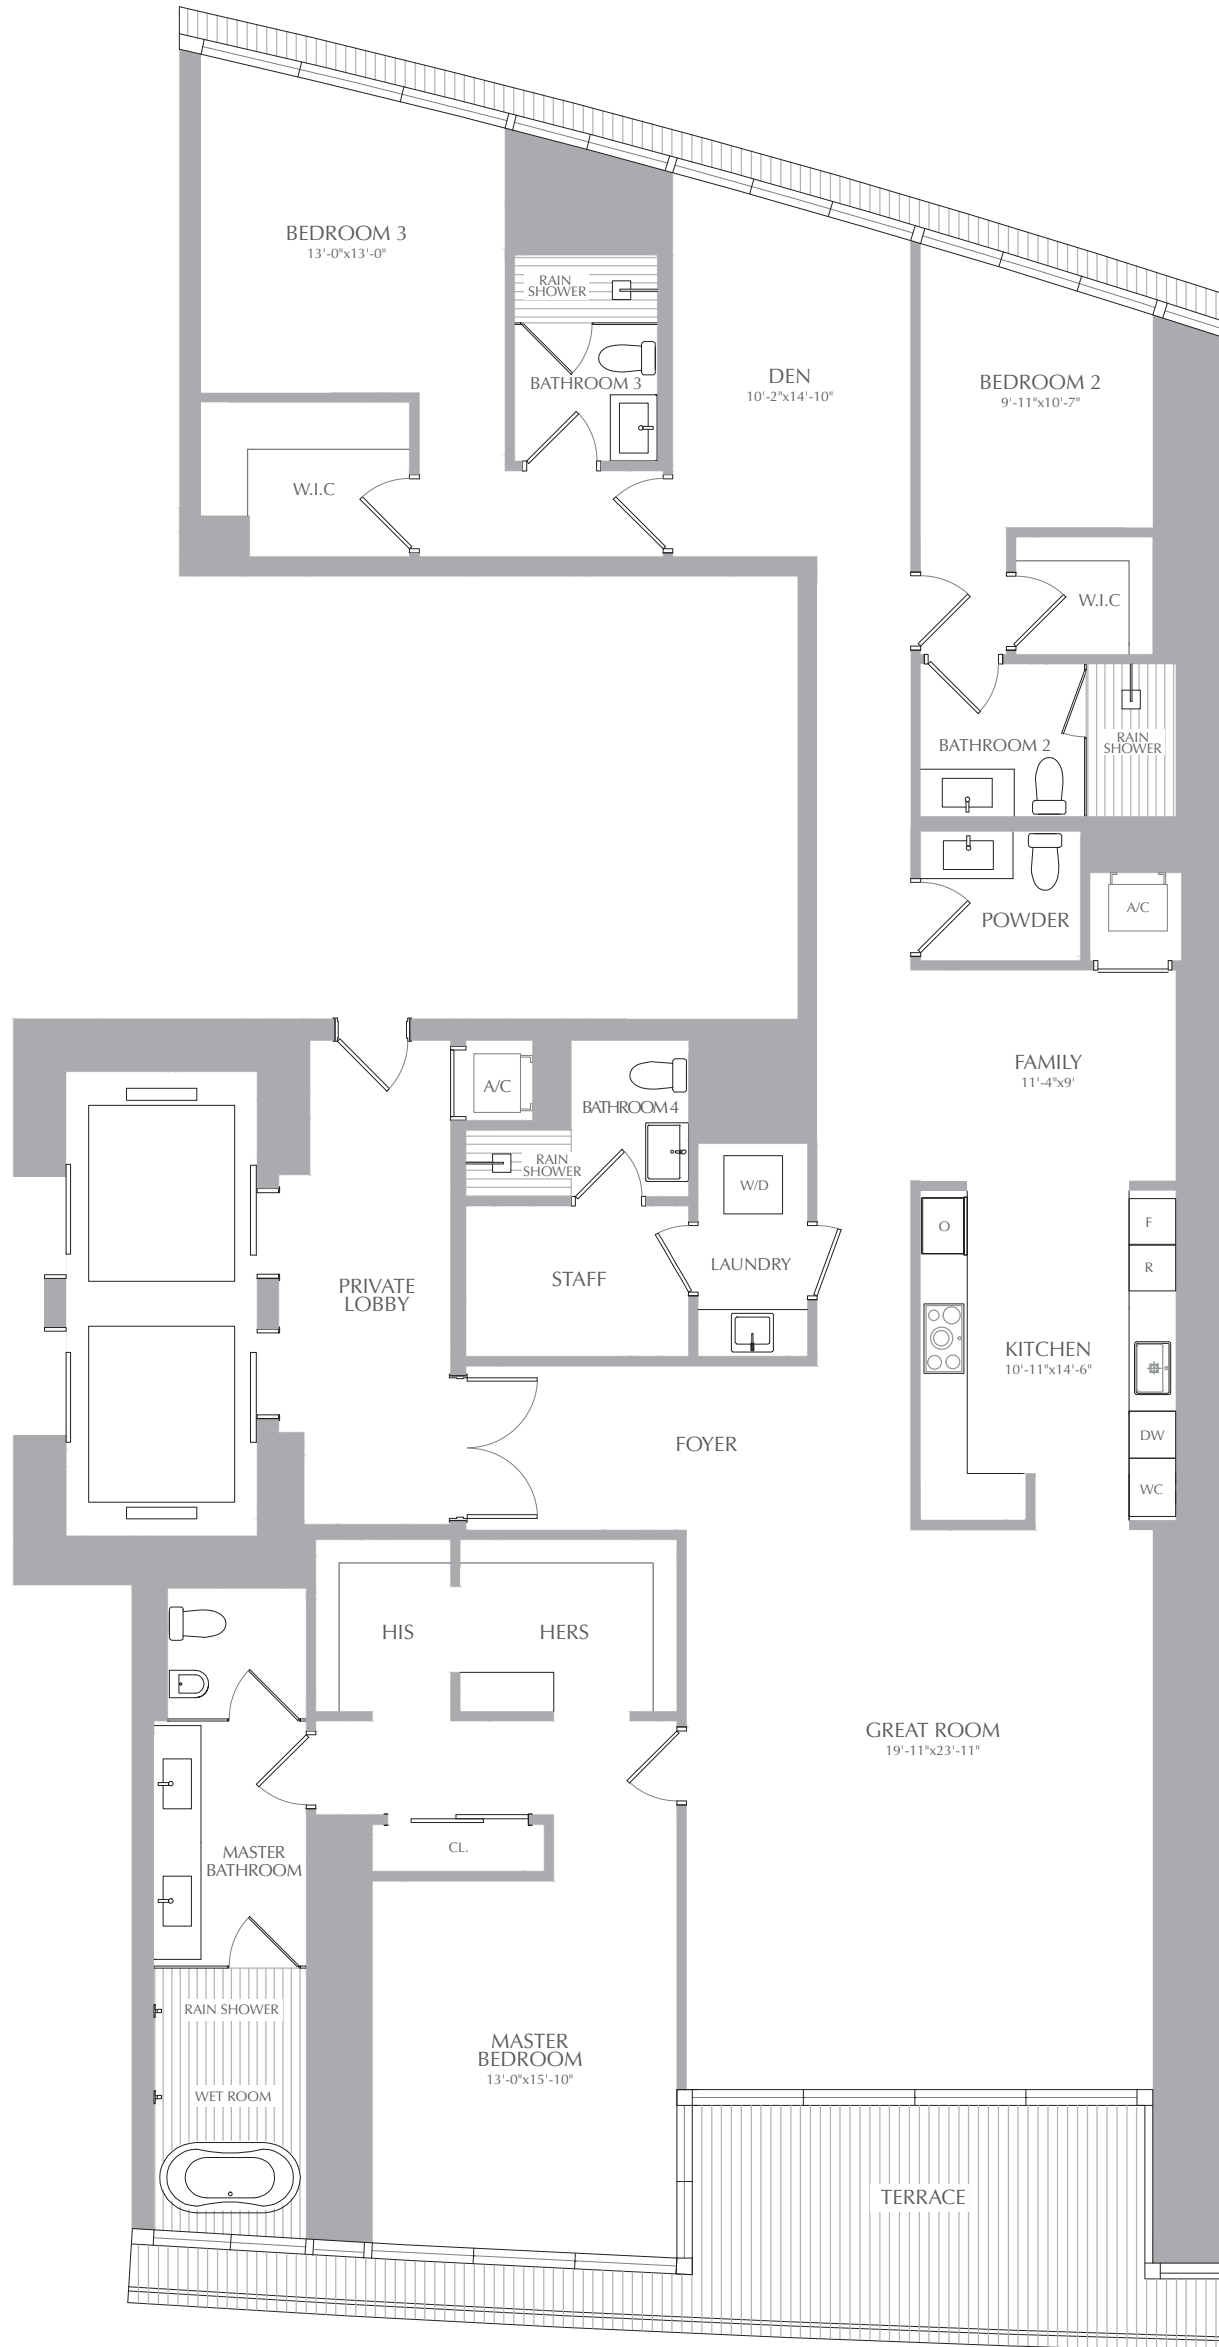 BEDROOM 3
13'-0"x13'-0"
RAIN
SHOWER
BATHROOM 3
DEN
10'-2"x14'-10"
BEDROOM 2
9'-11"x10'-7"
W.I.C
W.I.C
BATHROOM 2
RAIN
SHOWER
POWDER
A/C
FAMILY
11'-4"x9'
A/C
BATHROOM 4
RAIN
SHOWER
W/D
STAFF
LAUNDRY
PRIVATE
LOBBY
O
F
R
KITCHEN
10'-11"x14'-6"
DW
WC
FOYER
HIS
HERS
GREAT ROOM
19'-11"x23'-11"
CL.
MASTER
BATHROOM
RAIN SHOWER
WET ROOM
MASTER
BEDROOM
13'-0"x15'-10"
TERRACE